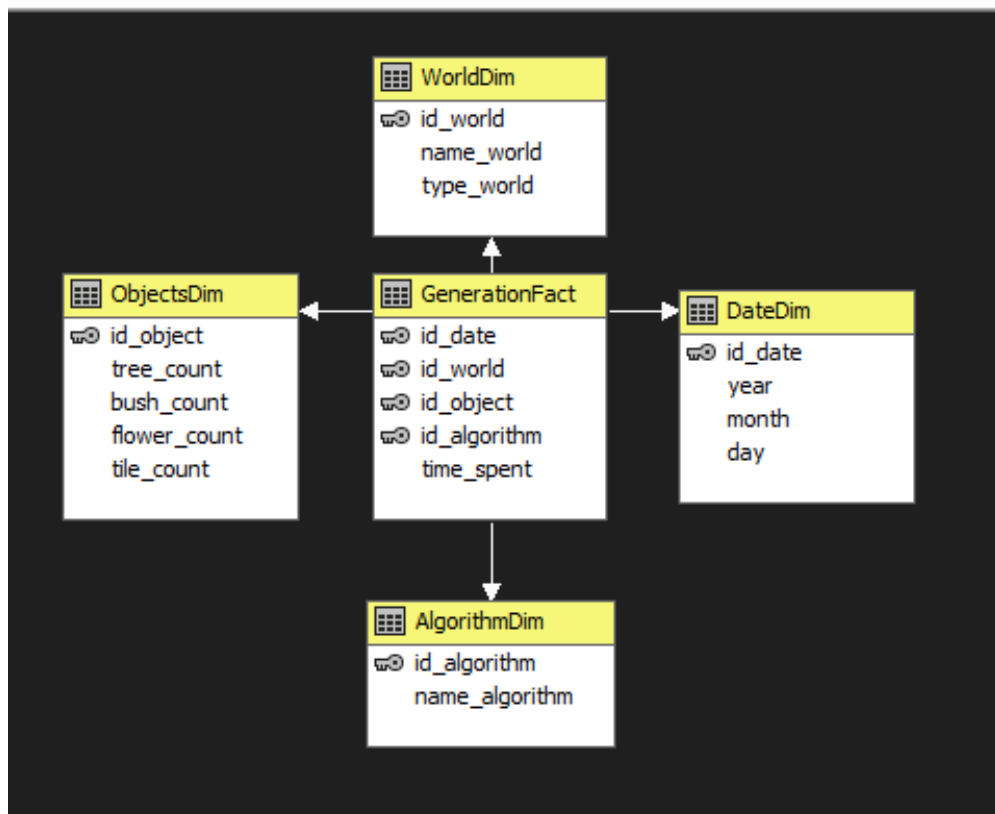 WorldDim
id_world
name_world
type_world
ObjectsDim
id_object
tree_count
bush_count
flower_count
tile_count
GenerationFact
id_date
id_world
id_object
id_algorithm
time_spent
DateDim
id_date
year
month
day
AlgorithmDim
id_algorithm
name_algorithm